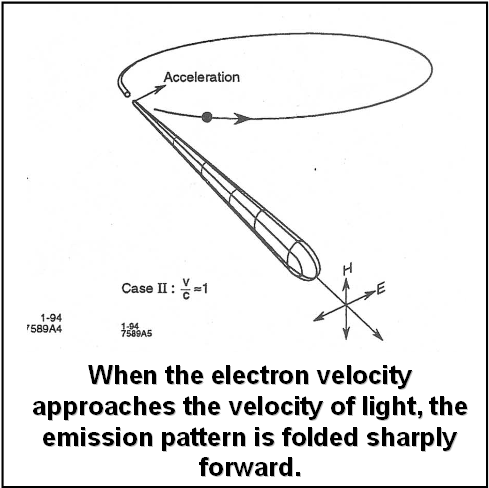 Acceleration
H
E
Case II : v/c ≈1
1-94
7589A4
1-94
7589A5
When the electron velocity
approaches the velocity of light, the
emission pattern is folded sharply
forward.